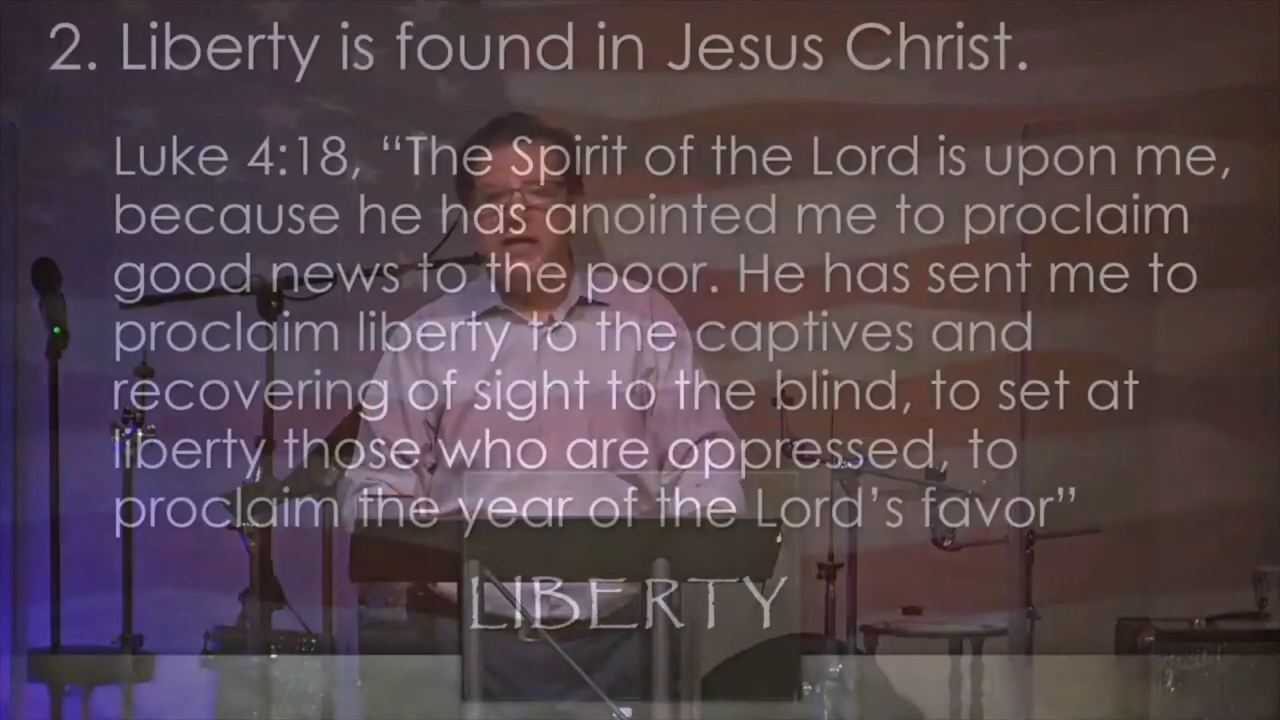 2. Liberty is found in Jesus Christ.
Luke 4:18, “The Spirit of the Lord is upon me,
because he has anointed me to proclaim
good news to the poor. He has sent me to
proclaim liberty to the captives and
recovering of sight to the blind, to set at
liberty those who are oppressed, to
proclaim the year of the Lord’s favor”
LIBERTY